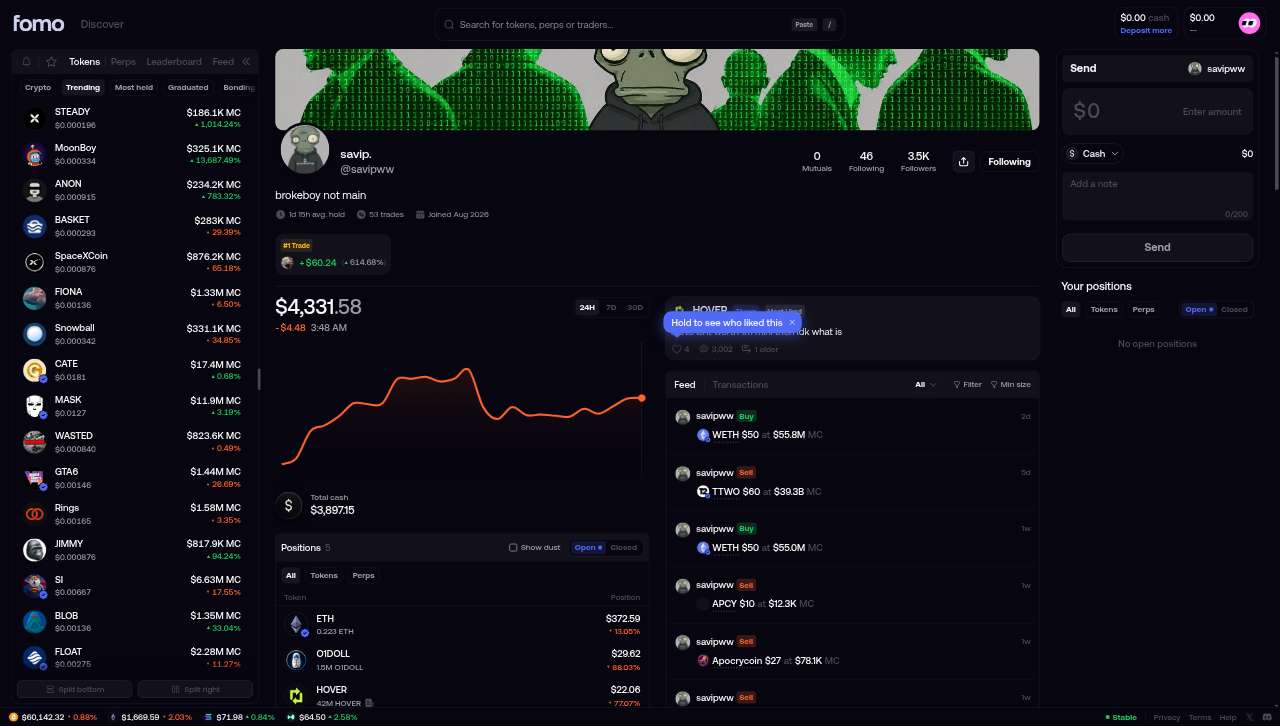 fomo
Discover
Search for tokens, perps or traders...
Paste
/
$0.00 cash
Deposit more
$0.00
—
Tokens Perps Leaderboard Feed
Crypto Trending Most held Graduated Bonding
STEADY $186.1K MC
$0.000196 1,014.24%
MoonBoy $325.1K MC
$0.000334 13,687.49%
ANON $234.2K MC
$0.000915 783.32%
BASKET $283K MC
$0.000293 29.39%
SpaceXCoin $876.2K MC
$0.000876 65.18%
FIONA $1.33M MC
$0.00136 6.50%
Snowball $331.1K MC
$0.000342 34.85%
CATE $17.4M MC
$0.0181 0.68%
MASK $11.9M MC
$0.0127 3.19%
WASTED $823.6K MC
$0.000840 0.49%
GTA6 $1.44M MC
$0.00146 26.69%
Rings $1.58M MC
$0.00165 3.35%
JIMMY $817.9K MC
$0.000876 94.24%
SI $6.63M MC
$0.00667 17.55%
BLOB $1.35M MC
$0.00136 33.04%
FLOAT $2.28M MC
$0.00275 11.27%
Split bottom Split right
savip.
@savipww
0 46 3.5K
Mutuals Following Followers
Following
brokeboy not main
1d 15h avg. hold 53 trades Joined Aug 2026
#1 Trade
+$60.24 614.68%
$4,331.58
24H 7D 30D
-$4.48 3:48 AM
Total cash
$3,897.15
Positions 5
Show dust
Open Closed
All Tokens Perps
Token Position
ETH $372.59
0.223 ETH 13.05%
O1DOLL $29.62
1.5M O1DOLL 88.03%
HOVER $22.06
42M HOVER 77.07%
HOVER
Hold to see who liked this ×
idk what is
4 3,002 1 older
Feed Transactions
All Filter Min size
savipww Buy 2d
WETH $50 at $55.8M MC
savipww Sell 5d
TTWO $60 at $39.3B MC
savipww Buy 1w
WETH $50 at $55.0M MC
savipww Sell 1w
APCY $10 at $12.3K MC
savipww Sell 1w
Apocrycoin $27 at $78.1K MC
savipww Sell 1w
Send savipww
$0 Enter amount
$ Cash $0
Add a note
0/200
Send
Your positions
All Tokens Perps Open Closed
No open positions
$60,142.32 0.88% $1,669.59 2.03% $71.98 0.84% $64.50 2.58%
Stable Privacy Terms Help